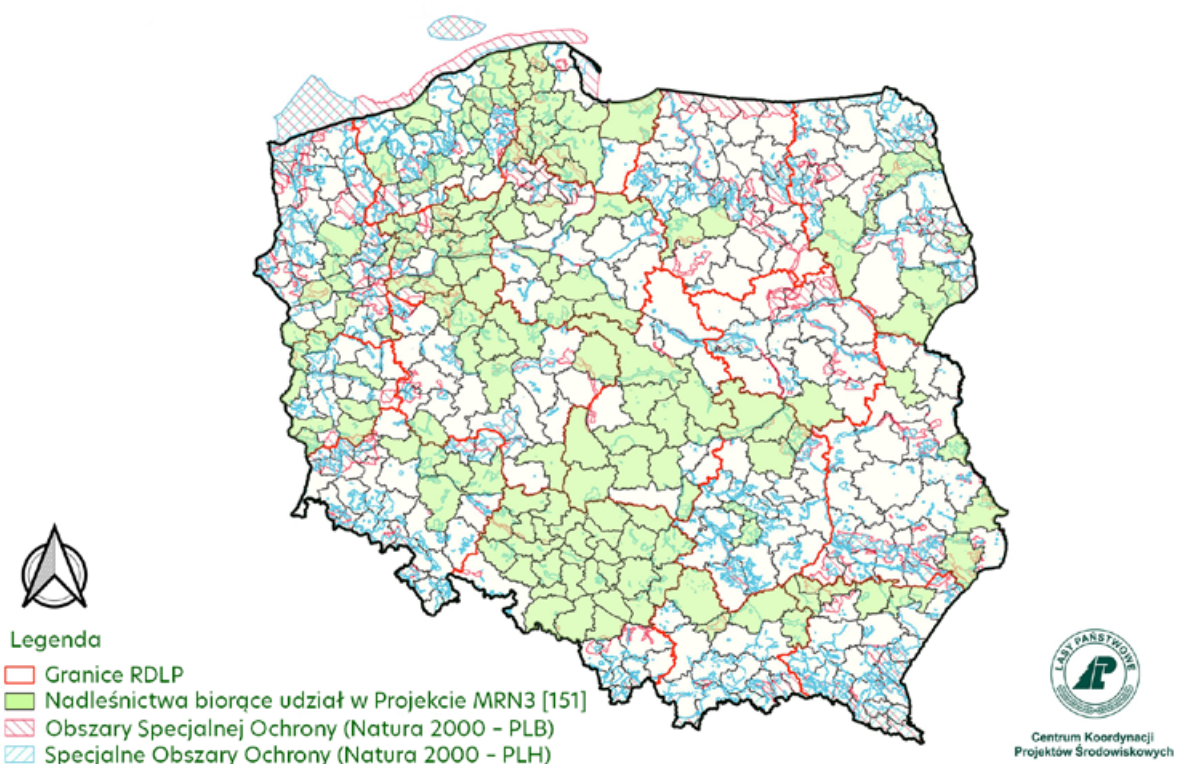 Legenda
Granice RDLP
Nadleśnictwa biorące udział w Projekcie MRN3 [151]
Obszary Specjalnej Ochrony (Natura 2000 - PLB)
Specjalne Obszary Ochrony (Natura 2000 - PLH)
LASY PAŃSTWOWE
Centrum Koordynacji
Projektów Środowiskowych